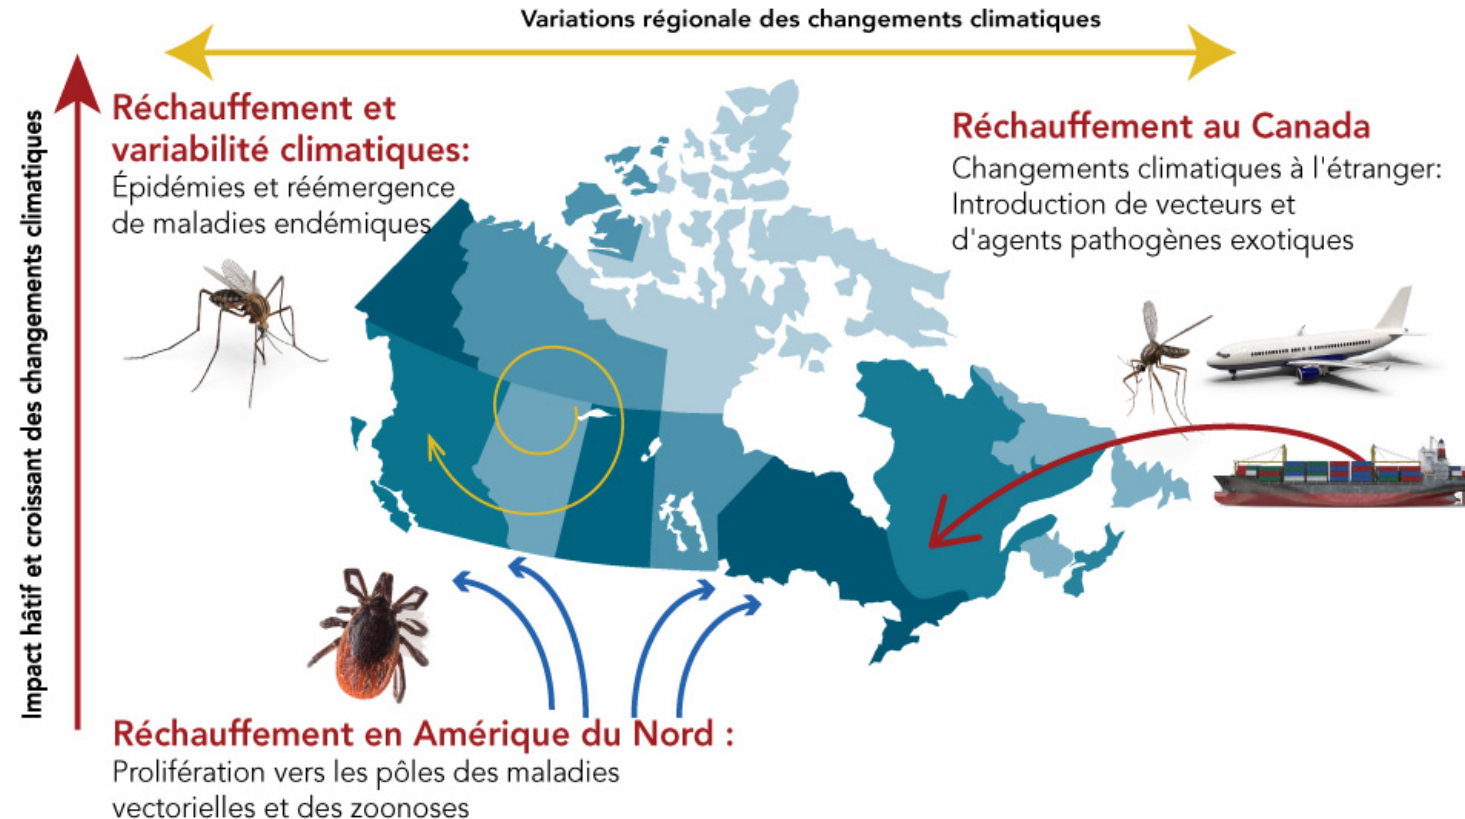 Variations régionale des changements climatiques
Impact hâtif et croissant des changements climatiques
Réchauffement et
variabilité climatiques:
Épidémies et réémergence
de maladies endémiques
Réchauffement au Canada
Changements climatiques à l'étranger:
Introduction de vecteurs et
d'agents pathogènes exotiques
Réchauffement en Amérique du Nord :
Prolifération vers les pôles des maladies
vectorielles et des zoonoses